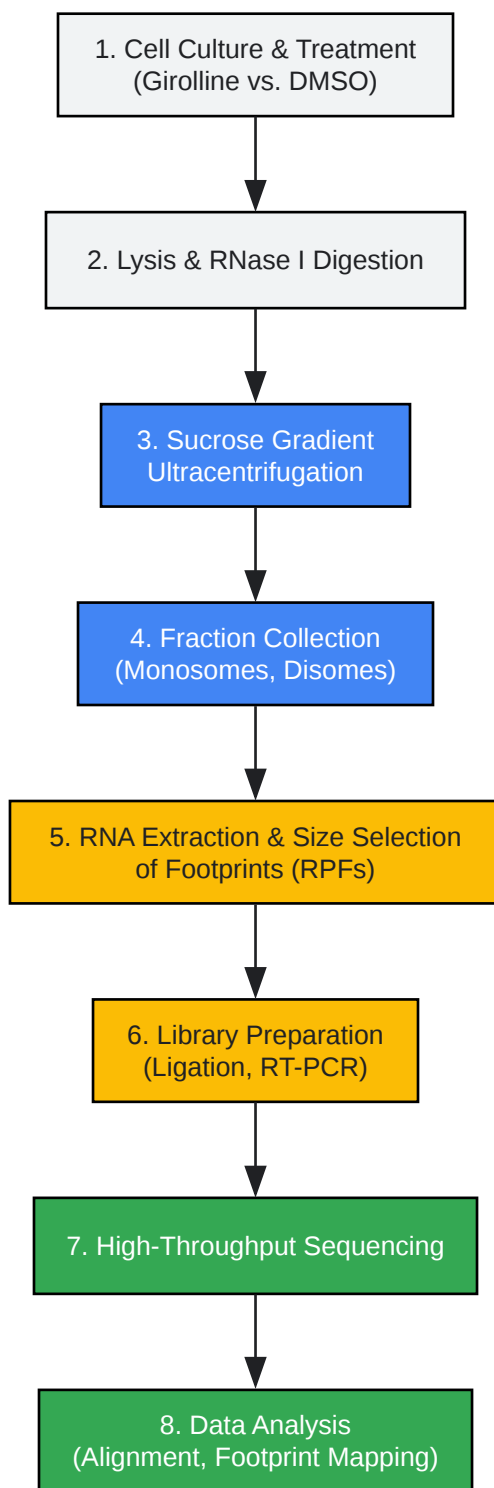 1. Cell Culture & Treatment
(Girolline vs. DMSO)
2. Lysis & RNase I Digestion
3. Sucrose Gradient
Ultracentrifugation
4. Fraction Collection
(Monosomes, Disomes)
5. RNA Extraction & Size Selection
of Footprints (RPFs)
6. Library Preparation
(Ligation, RT-PCR)
7. High-Throughput Sequencing
8. Data Analysis
(Alignment, Footprint Mapping)